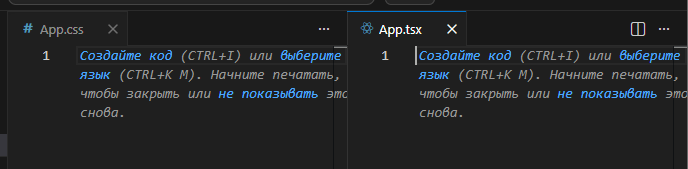 App.css
1 Создайте код (CTRL+I) или выберите
язык (CTRL+K M). Начните печатать,
чтобы закрыть или не показывать это
снова.
App.tsx
1 Создайте код (CTRL+I) или выберите
язык (CTRL+K M). Начните печатать,
чтобы закрыть или не показывать это
снова.